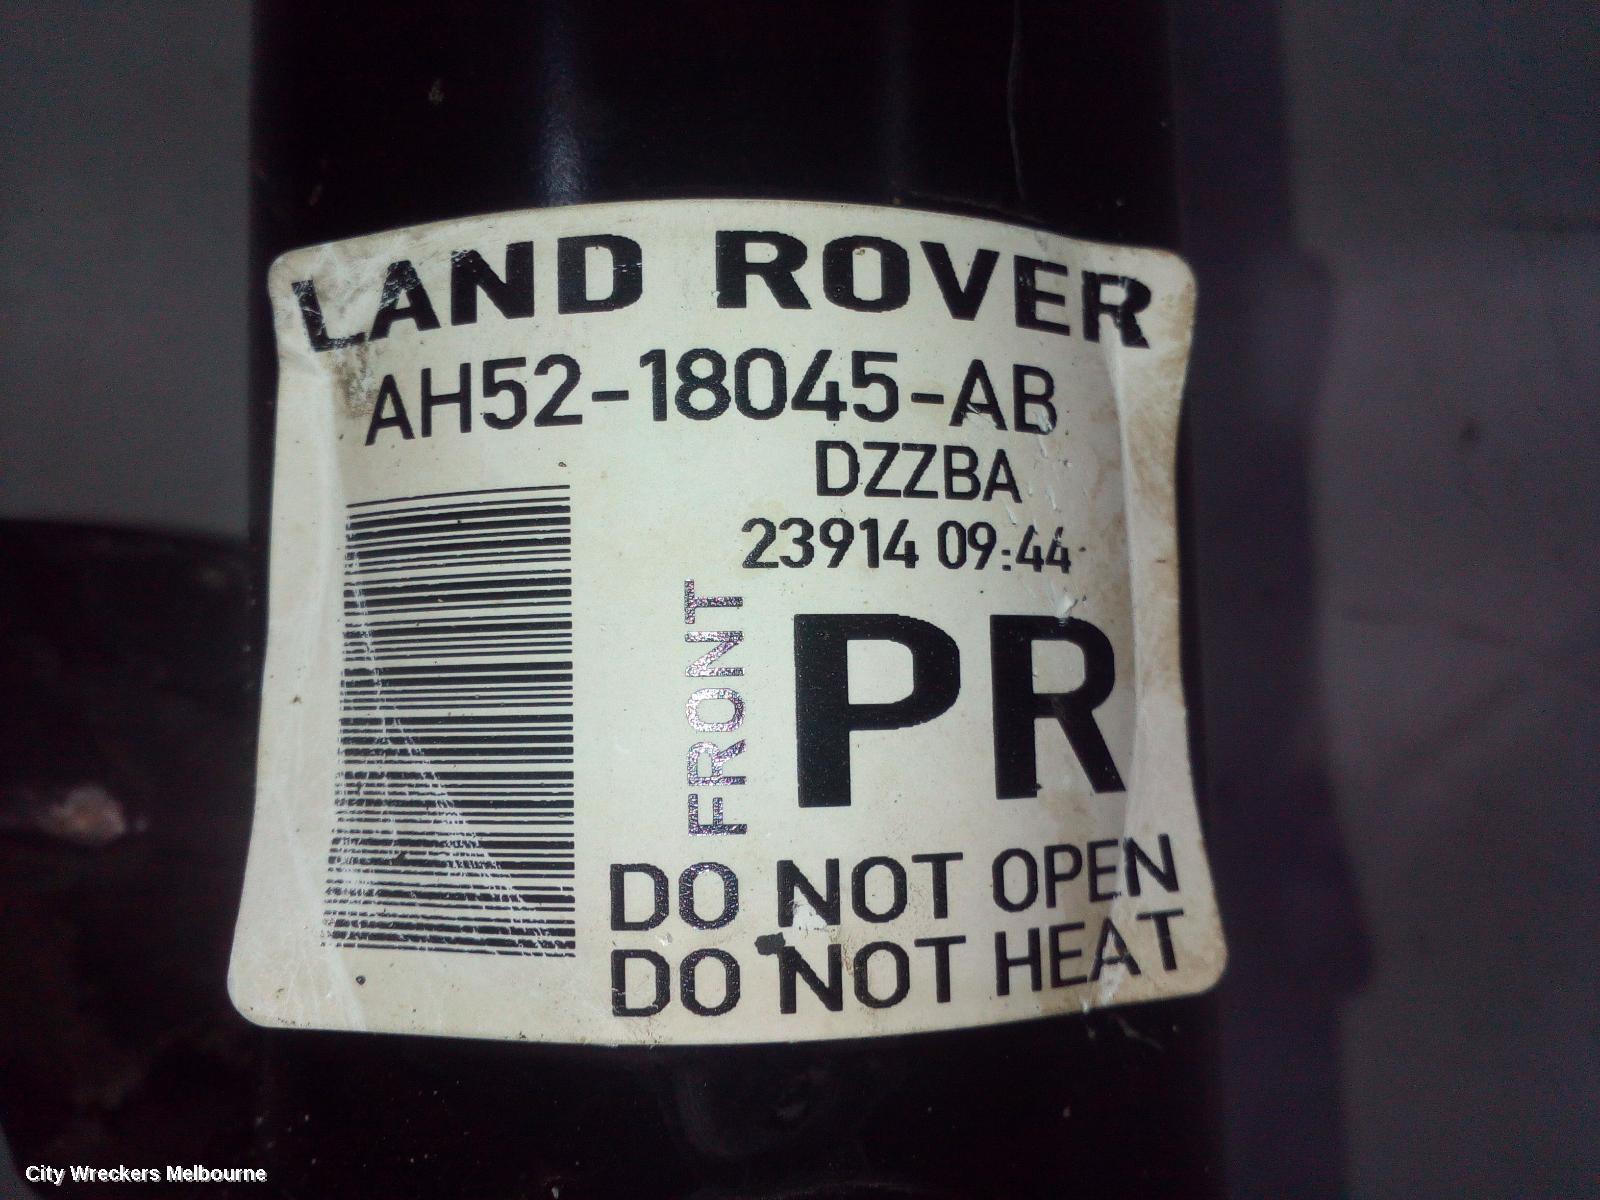 LAND ROVER
AH52-18045-AB
DZZBA
23914 09:44
FRONT
PR
DO NOT OPEN
DO NOT HEAT
City Wreckers Melbourne